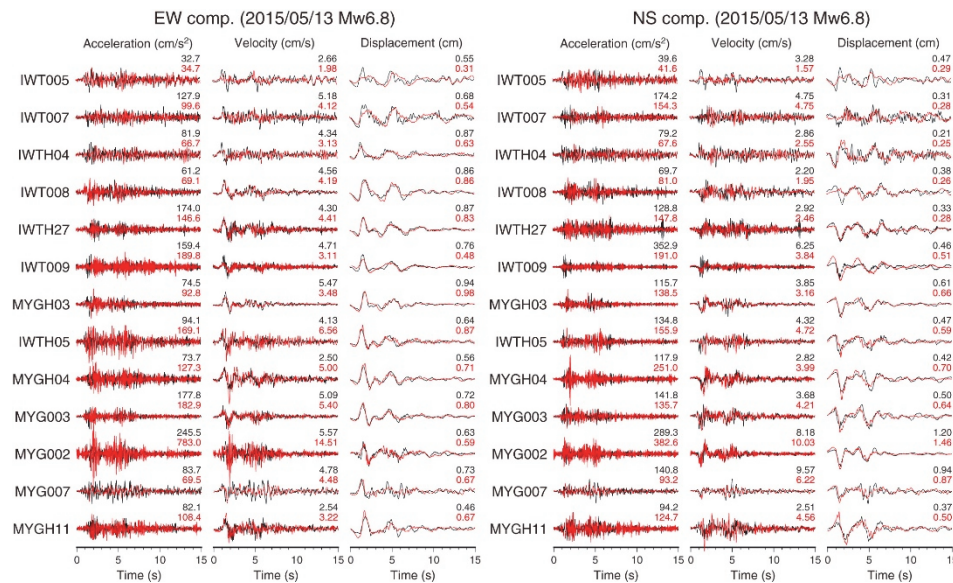 EW comp. (2015/05/13 Mw6.8)
Acceleration (cm/s²) Velocity (cm/s) Displacement (cm)
32.7 2.66 0.55
IWT005 34.7 1.98 0.31
127.9 5.18 0.68
IWT007 99.6 4.12 0.54
81.9 4.34 0.87
IWTH04 66.7 3.13 0.63
61.2 4.56 0.86
IWT008 69.1 4.19 0.86
174.0 4.30 0.87
IWTH27 146.6 4.41 0.83
159.4 4.71 0.76
IWT009 189.8 3.11 0.48
74.5 5.47 0.94
MYGH03 92.8 3.48 0.98
94.1 4.13 0.64
IWTH05 169.1 6.56 0.87
73.7 2.50 0.56
MYGH04 127.3 5.00 0.71
177.8 5.09 0.72
MYG003 182.9 5.40 0.80
245.5 5.57 0.63
MYG002 783.0 14.51 0.59
83.7 4.78 0.73
MYG007 69.5 4.48 0.67
82.1 2.54 0.46
MYGH11 108.4 3.22 0.67
0 5 10 15 0 5 10 15 0 5 10 15
Time (s) Time (s) Time (s)
NS comp. (2015/05/13 Mw6.8)
Acceleration (cm/s²) Velocity (cm/s) Displacement (cm)
39.6 3.28 0.47
IWT005 41.6 1.57 0.29
174.2 4.75 0.31
IWT007 154.3 4.75 0.28
79.2 2.86 0.21
IWTH04 67.6 2.55 0.25
69.7 2.20 0.38
IWT008 81.0 1.95 0.26
128.8 2.92 0.33
IWTH27 147.8 2.46 0.28
352.9 6.25 0.46
IWT009 191.0 3.84 0.51
115.7 3.85 0.61
MYGH03 138.5 3.16 0.66
134.8 4.32 0.47
IWTH05 155.9 4.72 0.59
117.9 2.82 0.42
MYGH04 251.0 3.99 0.70
141.8 3.68 0.50
MYG003 135.7 4.21 0.64
289.3 8.18 1.20
MYG002 382.6 10.03 1.46
140.8 9.57 0.94
MYG007 93.2 6.22 0.87
94.2 2.51 0.37
MYGH11 124.7 4.56 0.50
0 5 10 15 0 5 10 15 0 5 10 15
Time (s) Time (s) Time (s)